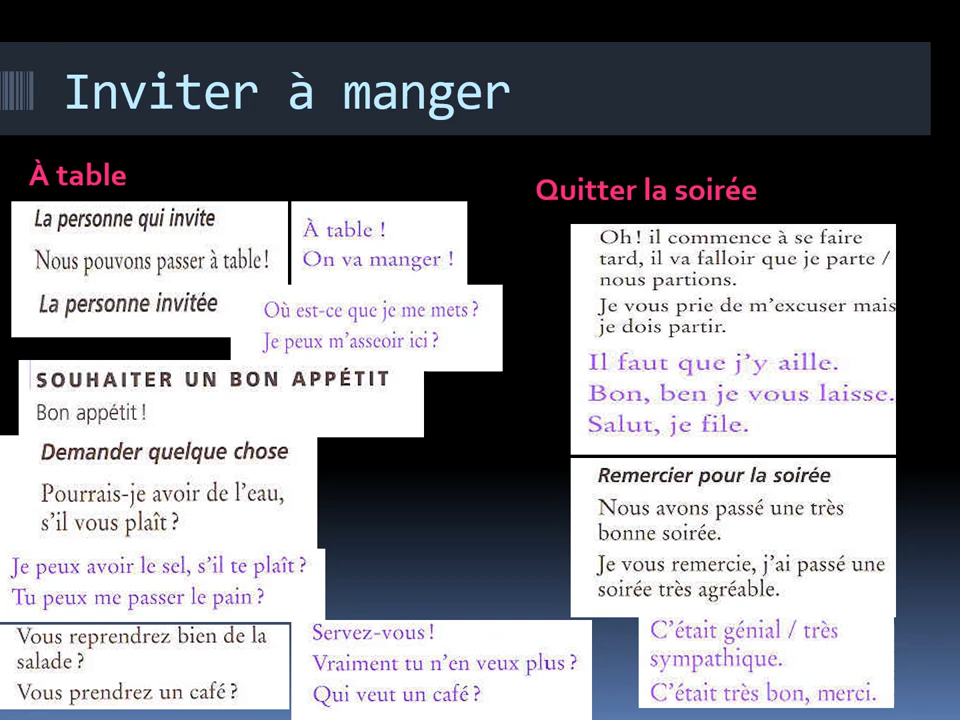 Inviter à manger
À table
La personne qui invite
Nous pouvons passer à table !
La personne invitée
À table !
On va manger !
Où est-ce que je me mets ?
Je peux m'asseoir ici ?
SOUHAITER UN BON APPÉTIT
Bon appétit !
Demander quelque chose
Pourrais-je avoir de l'eau,
s'il vous plaît ?
Je peux avoir le sel, s'il te plaît ?
Tu peux me passer le pain ?
Vous reprendrez bien de la
salade ?
Vous prendrez un café ?
Servez-vous !
Vraiment tu n'en veux plus ?
Qui veut un café ?
Quitter la soirée
Oh ! il commence à se faire
tard, il va falloir que je parte /
nous partions.
Je vous prie de m'excuser mais
je dois partir.
Il faut que j'y aille.
Bon, ben je vous laisse.
Salut, je file.
Remercier pour la soirée
Nous avons passé une très
bonne soirée.
Je vous remercie, j'ai passé une
soirée très agréable.
C'était génial / très
sympathique.
C'était très bon, merci.